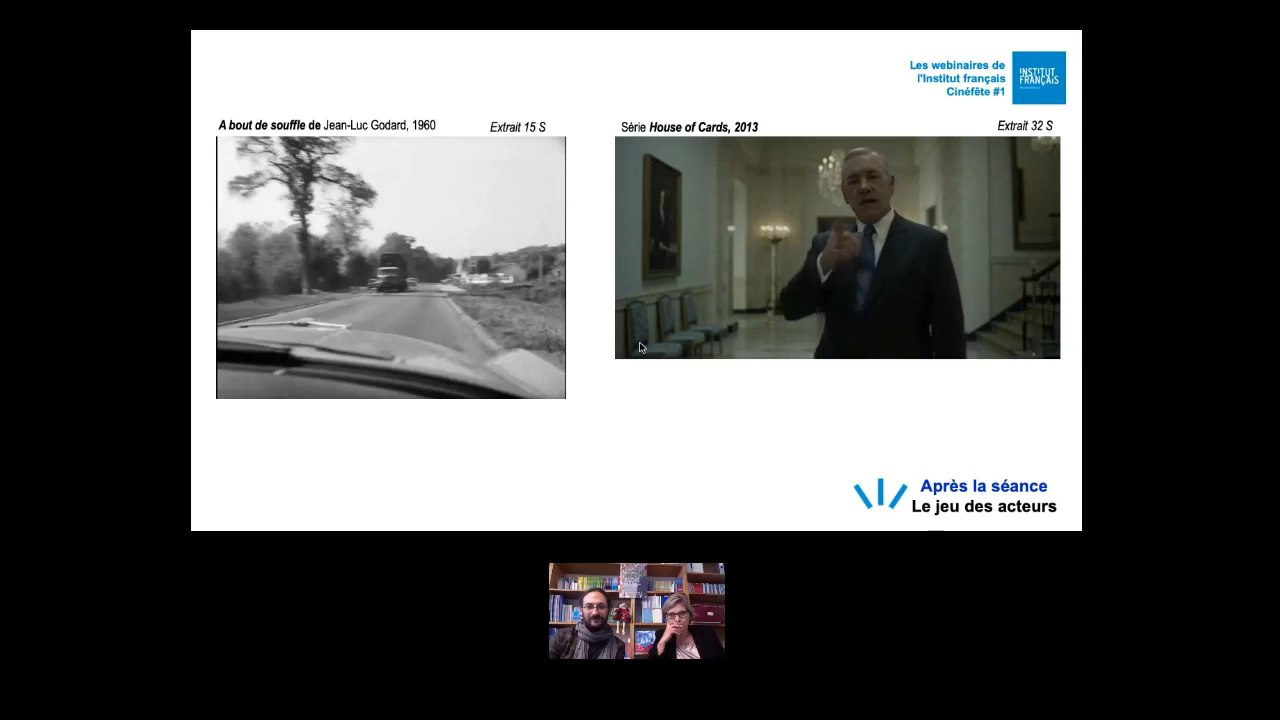 Les webinaires de
l'Institut français
Cinéfête #1
INSTITUT
FRANÇAIS
A bout de souffle de Jean-Luc Godard, 1960
Extrait 15 S
Série House of Cards, 2013
Extrait 32 S
Après la séance
Le jeu des acteurs